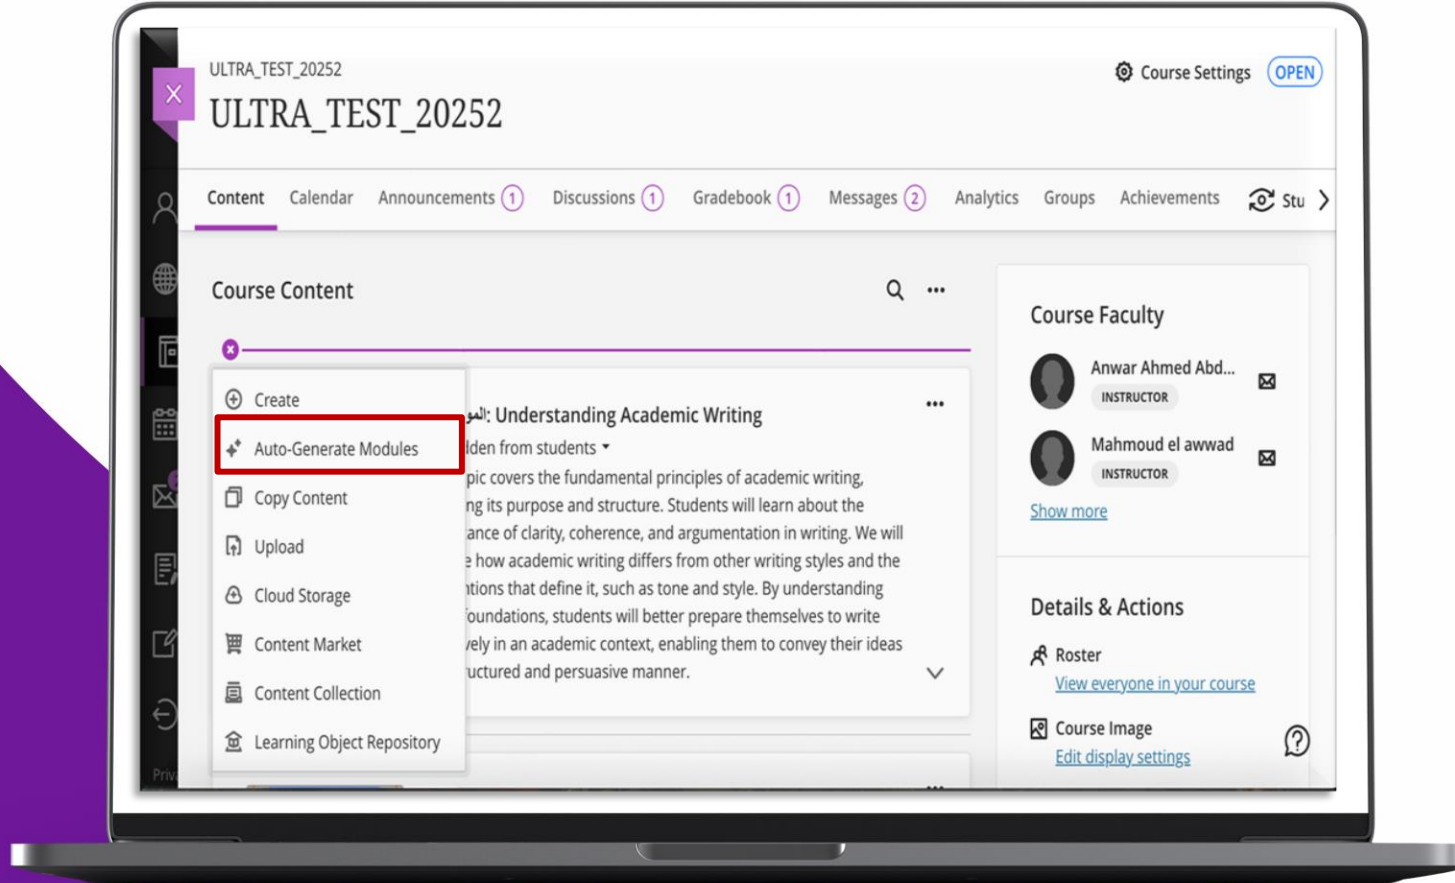 ULTRA_TEST_20252
ULTRA_TEST_20252
Course Settings
OPEN
Content Calendar Announcements 1 Discussions 1 Gradebook 1 Messages 2 Analytics Groups Achievements Stu
Course Content
Create
Auto-Generate Modules
Copy Content
Upload
Cloud Storage
Content Market
Content Collection
Learning Object Repository
: Understanding Academic Writing
dden from students
pic covers the fundamental principles of academic writing,
ng its purpose and structure. Students will learn about the
ance of clarity, coherence, and argumentation in writing. We will
e how academic writing differs from other writing styles and the
ntions that define it, such as tone and style. By understanding
oundations, students will better prepare themselves to write
vely in an academic context, enabling them to convey their ideas
uctured and persuasive manner.
Course Faculty
Anwar Ahmed Abd...
INSTRUCTOR
Mahmoud el awwad
INSTRUCTOR
Show more
Details & Actions
Roster
View everyone in your course
Course Image
Edit display settings
Priva